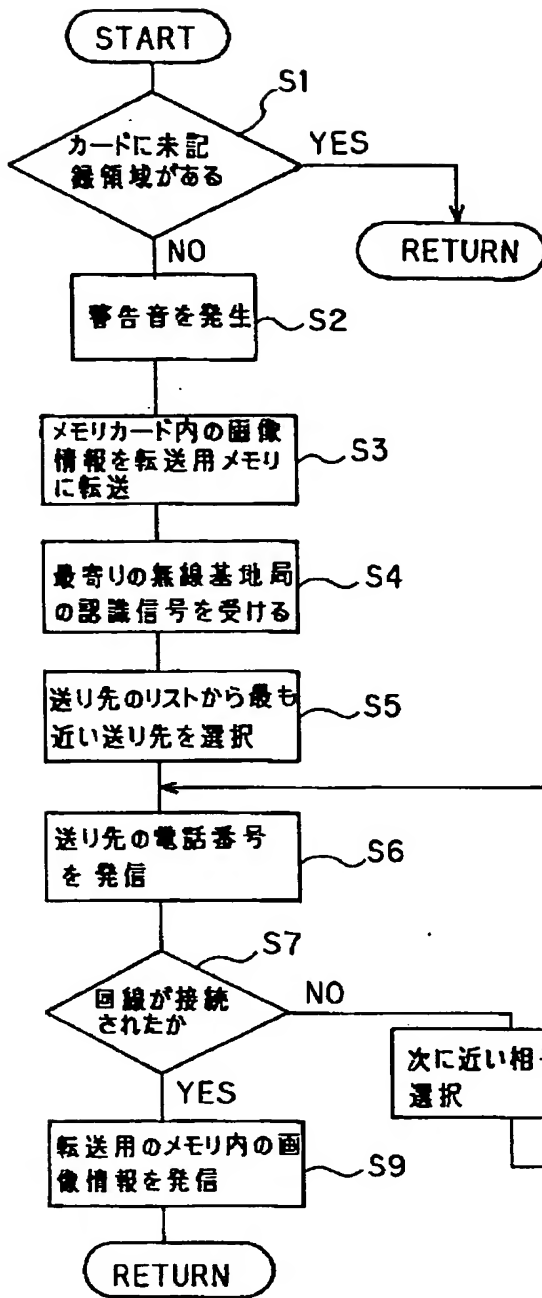 START
S1
カードに未記
録領域がある
YES
RETURN
NO
警告音を発生
S2
メモリカード内の画像
情報を転送用メモリ
に転送
S3
最寄りの無線基地局
の認識信号を受ける
S4
送り先のリストから最も
近い送り先を選択
S5
送り先の電話番号
を発信
S6
S7
回線が接続
されたか
NO
次に近い相
選択
YES
転送用のメモリ内の画
像情報を発信
S9
RETURN